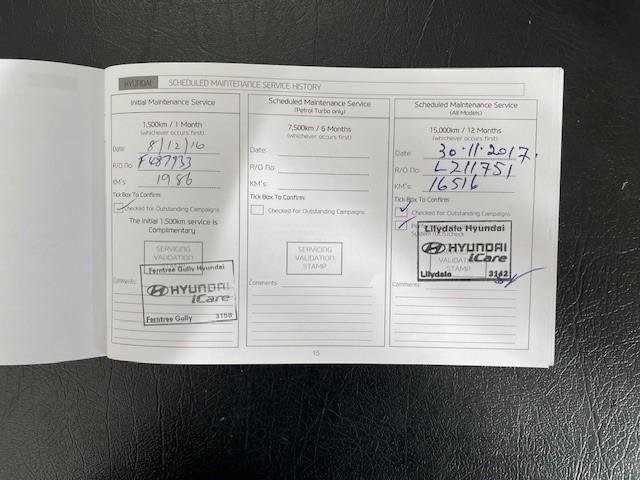 HYUNDAI SCHEDULED MAINTENANCE SERVICE HISTORY
Initial Maintenance Service
1,500km / 1 Month
(whichever occurs first)
Date: 8/12/16
R/O No: F487933
KM's: 1986
Tick Box To Confirm:
Checked for Outstanding Campaigns
The initial 1,500km service is
Complimentary
SERVICING
VALIDATION
Ferntree Gully Hyundai
Comments:
HYUNDAI
iCare
Ferntree Gully 3156
Scheduled Maintenance Service
(Petrol Turbo only)
7,500km / 6 Months
(whichever occurs first)
Date:
R/O No:
KM's:
Tick Box To Confirm:
Checked for Outstanding Campaigns
SERVICING
VALIDATION
STAMP
Comments:
Scheduled Maintenance Service
(All Models)
15,000km / 12 Months
(whichever occurs first)
Date: 30.11.2017
R/O No: L211751
KM's: 16516
Tick Box To Confirm:
Checked for Outstanding Campaigns
Lilydale Hyundai
HYUNDAI
iCare
STAMP
Lilydale
Comments:
15